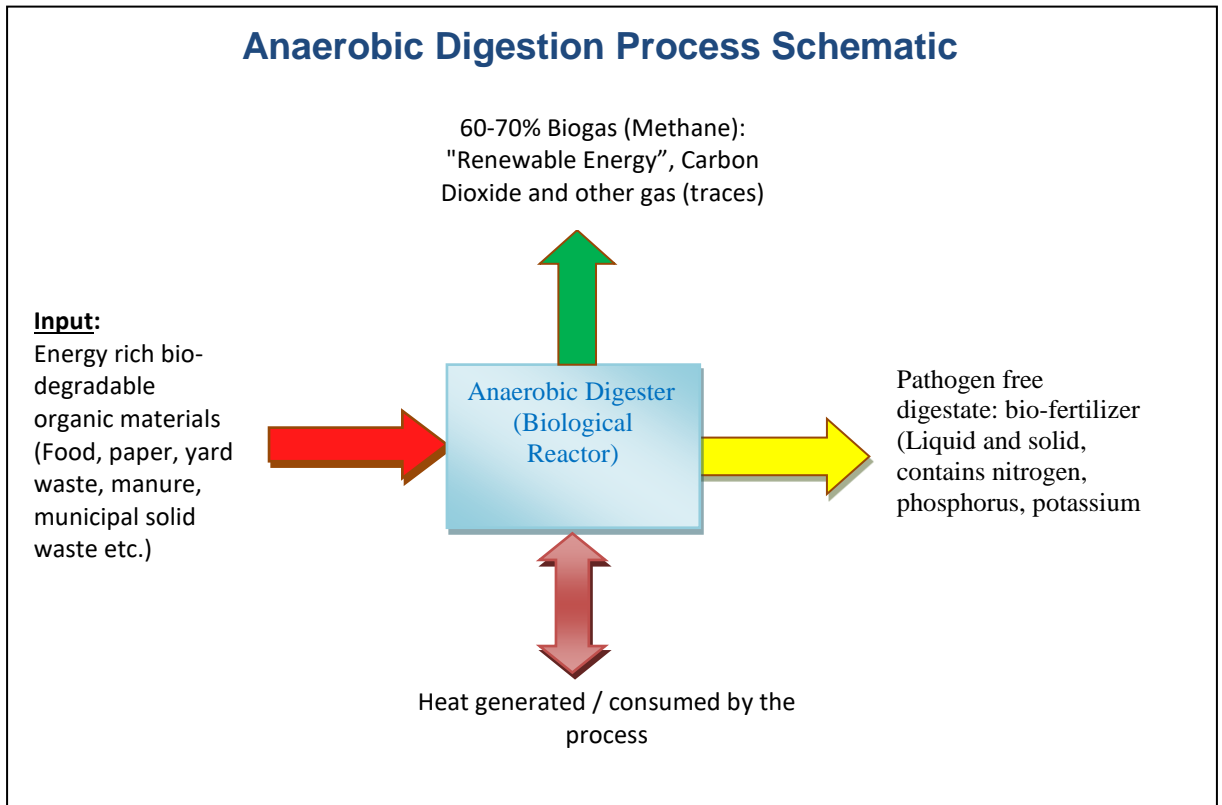 Anaerobic Digestion Process Schematic
60-70% Biogas (Methane):
"Renewable Energy”, Carbon
Dioxide and other gas (traces)
Input:
Energy rich bio-
degradable
organic materials
(Food, paper, yard
waste, manure,
municipal solid
waste etc.)
Anaerobic Digester
(Biological
Reactor)
Pathogen free
digestate: bio-fertilizer
(Liquid and solid,
contains nitrogen,
phosphorus, potassium
Heat generated / consumed by the
process